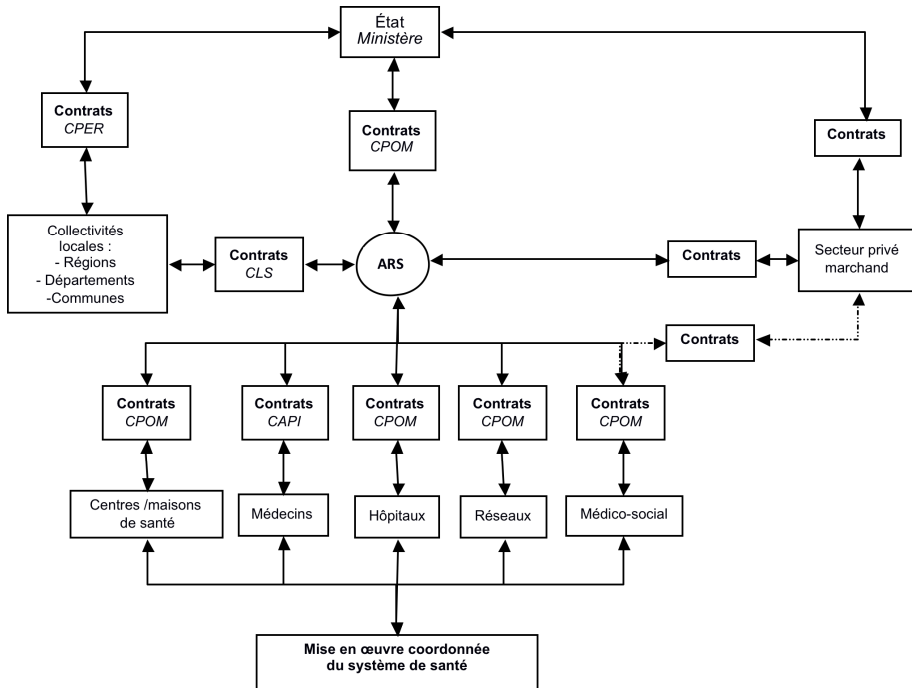 État
Ministère
Contrats
CPER
Contrats
CPOM
Contrats
Collectivités
locales :
- Régions
- Départements
-Communes
Contrats
CLS
ARS
Contrats
Secteur privé
marchand
Contrats
Contrats
CPOM
Contrats
CAPI
Contrats
CPOM
Contrats
CPOM
Contrats
CPOM
Centres /maisons
de santé
Médecins
Hôpitaux
Réseaux
Médico-social
Mise en œuvre coordonnée
du système de santé